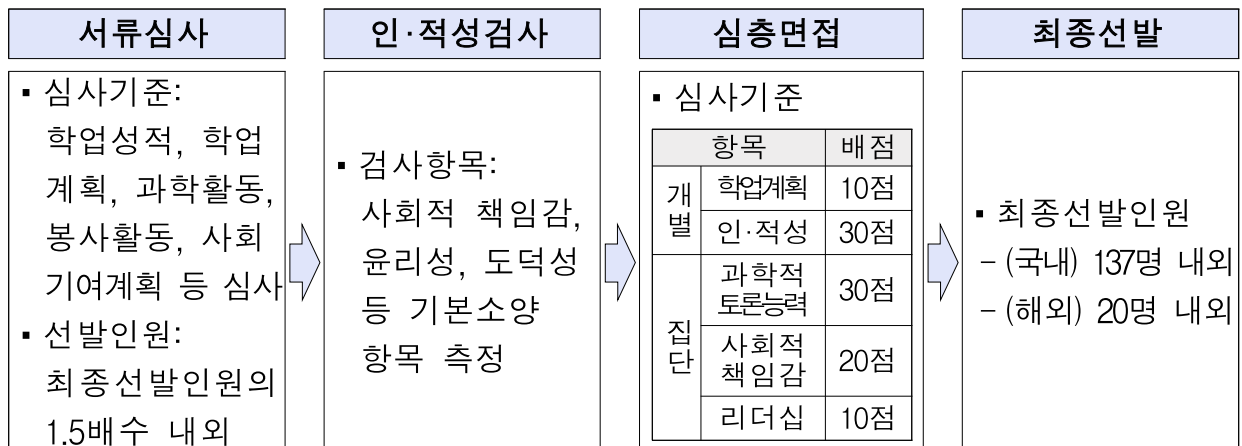 서류심사
▪ 심사기준:
학업성적, 학업
계획, 과학활동,
봉사활동, 사회
기여계획 등 심사
▪ 선발인원:
최종선발인원의
1.5배수 내외
인·적성검사
▪ 검사항목:
사회적 책임감,
윤리성, 도덕성
등 기본소양
항목 측정
심층면접
▪ 심사기준
항목 배점
개별
학업계획 10점
인·적성 30점
집단
과학적
토론능력 30점
사회적
책임감 20점
리더십 10점
최종선발
▪ 최종선발인원
- (국내) 137명 내외
- (해외) 20명 내외